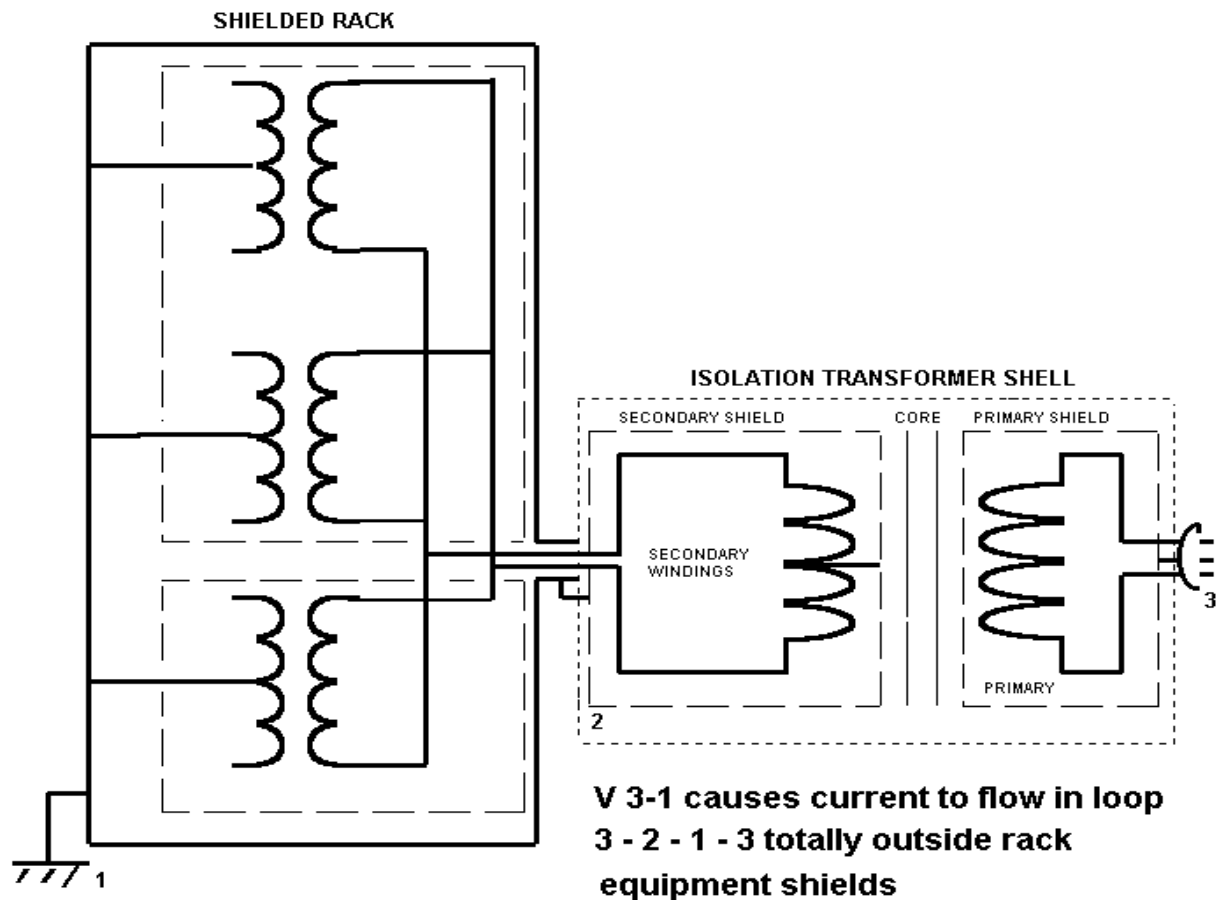 SHIELDED RACK
ISOLATION TRANSFORMER SHELL
SECONDARY SHIELD
CORE
PRIMARY SHIELD
SECONDARY
WINDINGS
3
PRIMARY
2
V 3-1 causes current to flow in loop
3 - 2 - 1 - 3 totally outside rack
equipment shields
1